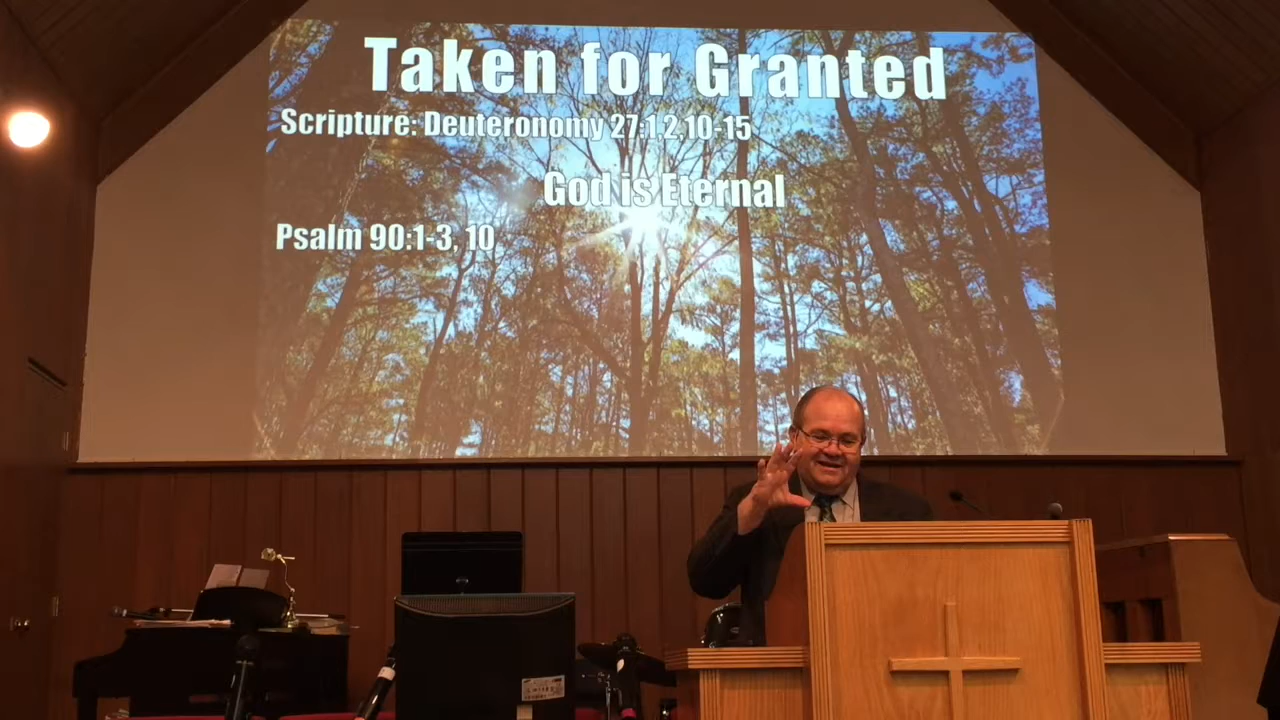 Taken for Granted
Scripture: Deuteronomy 27:1,2,10-15
God is Eternal
Psalm 90:1-3, 10